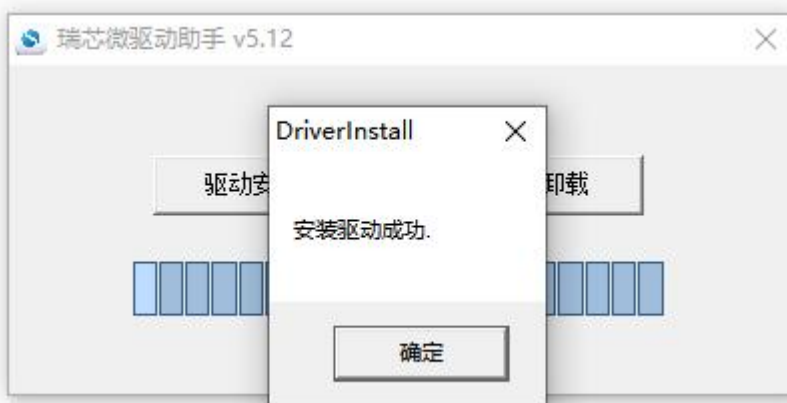 瑞芯微驱动助手 v5.12
DriverInstall
驱动安
卸载
安装驱动成功.
确定